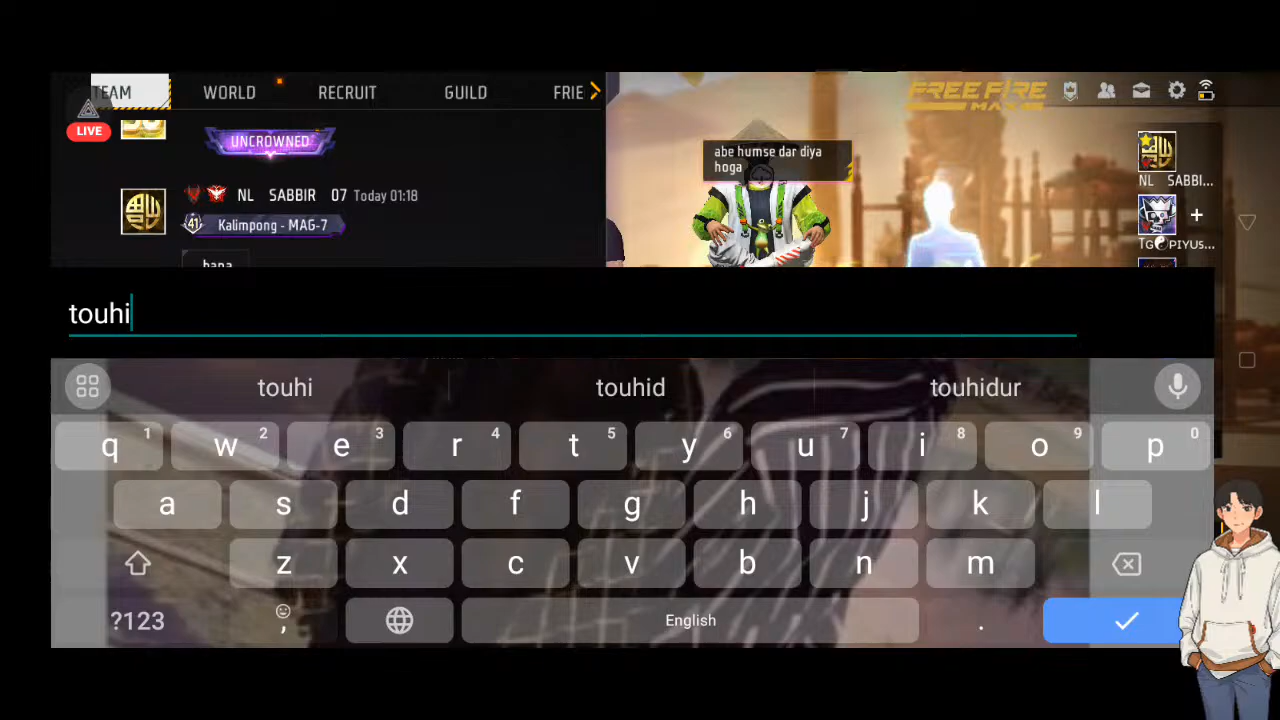 TEAM WORLD RECRUIT GUILD FRIE
FREE FIRE
MAX
LIVE
UNCROWNED
NL SABBIR 07 Today 01:18
41 Kalimpong - MAG-7
abe humse dar diya
hoga
NL SABBI...
TGPIYUS...
touhi
touhi touhid touhidur
q 1 w 2 e 3 r 4 t 5 y 6 u 7 i 8 o 9 p 0
a s d f g h j k l
z x c v b n m
?123 , English .